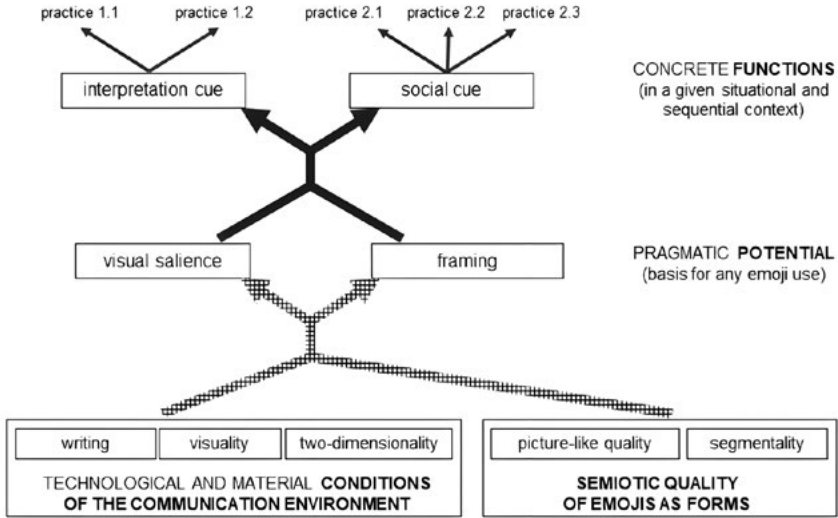 practice 1.1 practice 1.2 practice 2.1 practice 2.2 practice 2.3
interpretation cue social cue
CONCRETE FUNCTIONS
(in a given situational and
sequential context)
visual salience framing
PRAGMATIC POTENTIAL
(basis for any emoji use)
writing visuality two-dimensionality
TECHNOLOGICAL AND MATERIAL CONDITIONS
OF THE COMMUNICATION ENVIRONMENT
picture-like quality segmentality
SEMIOTIC QUALITY
OF EMOJIS AS FORMS